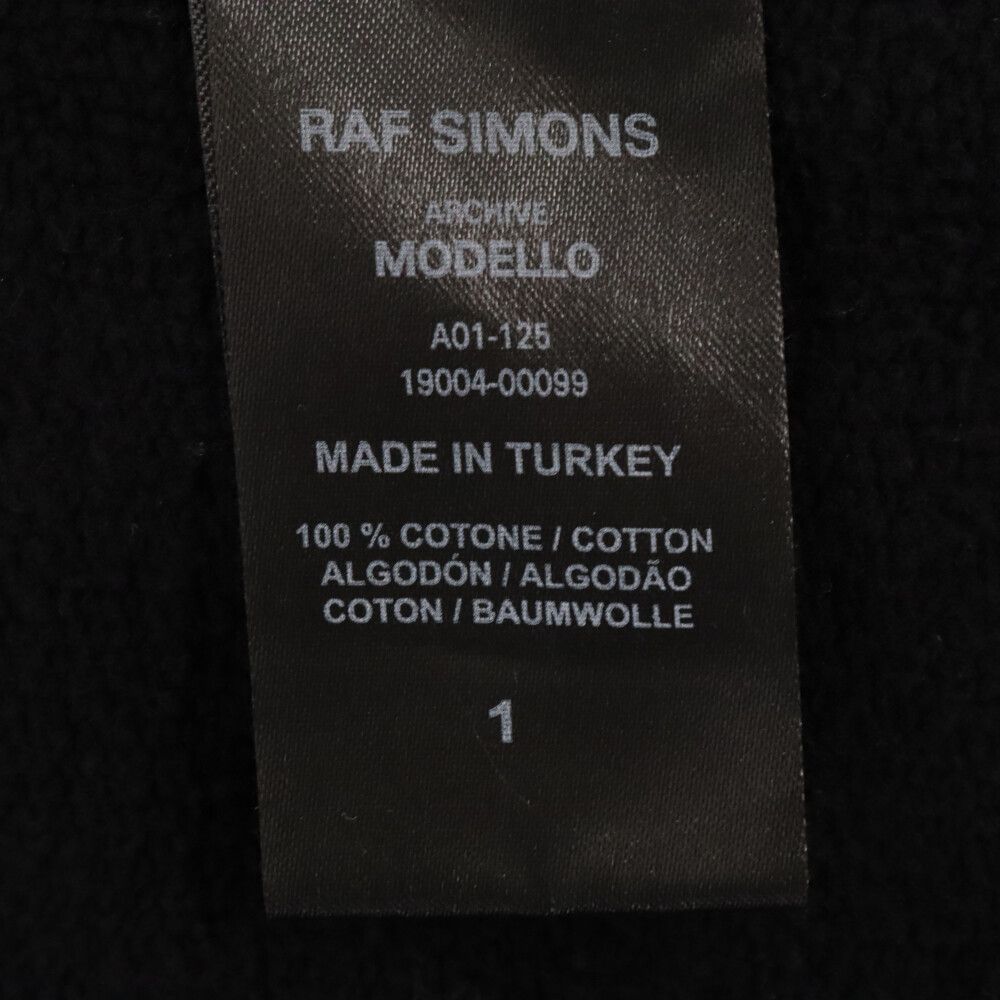 RAF SIMONS
ARCHIVE
MODELLO
A01-125
19004-00099
MADE IN TURKEY
100 % COTONE / COTTON
ALGODÓN / ALGODÃO
COTON / BAUMWOLLE
1